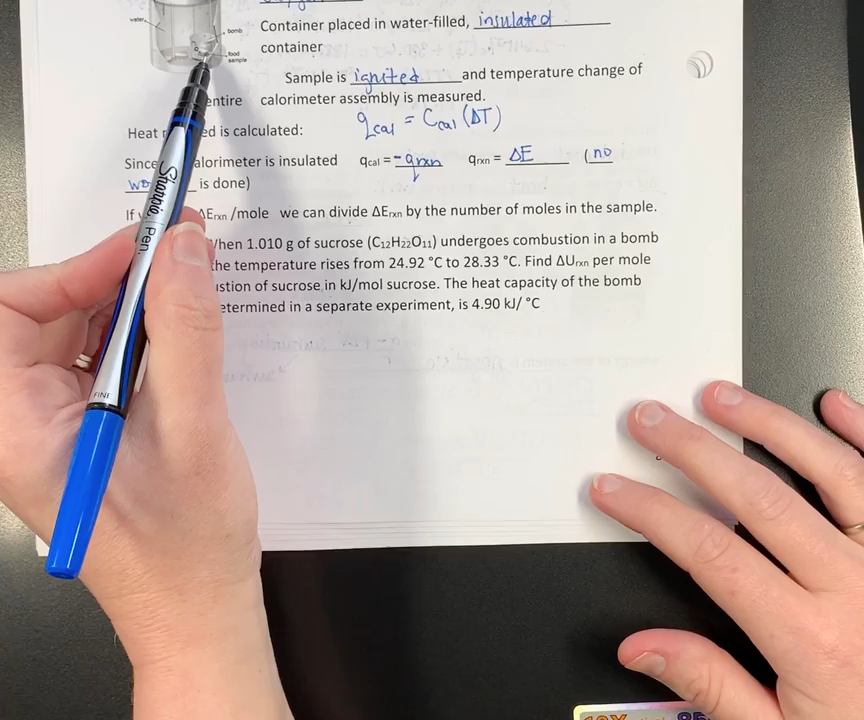 water
bomb
food
sample
Container placed in water-filled, insulated
container
Sample is ignited and temperature change of
entire calorimeter assembly is measured.
Heat is calculated: qcal = Ccal (ΔT)
Since alorimeter is insulated qcal = -qrxn qrxn = ΔE (no
is done)
If ΔErxn /mole we can divide ΔErxn by the number of moles in the sample.
hen 1.010 g of sucrose (C12H22O11) undergoes combustion in a bomb
the temperature rises from 24.92 °C to 28.33 °C. Find ΔUrxn per mole
ustion of sucrose in kJ/mol sucrose. The heat capacity of the bomb
etermined in a separate experiment, is 4.90 kJ/ °C
Sharpie Pen.
FINE